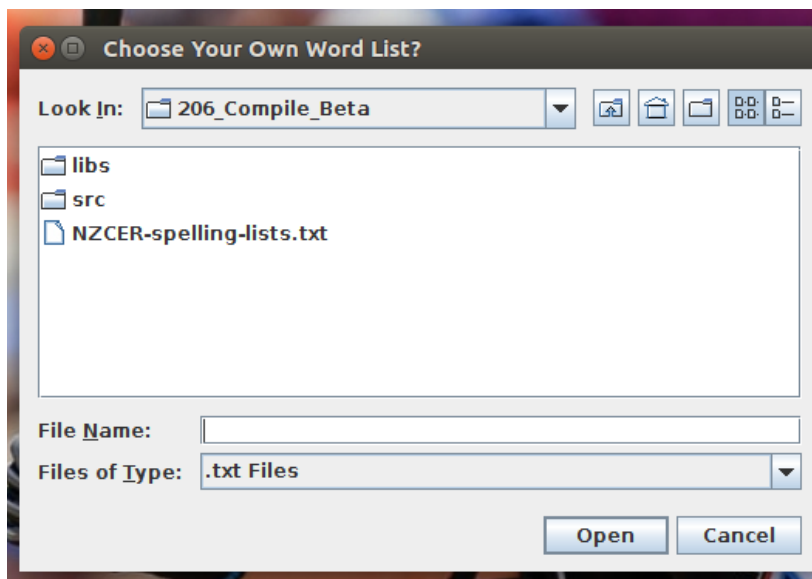 Choose Your Own Word List?
Look In: 206_Compile_Beta
libs
src
NZCER-spelling-lists.txt
File Name:
Files of Type: .txt Files
Open Cancel